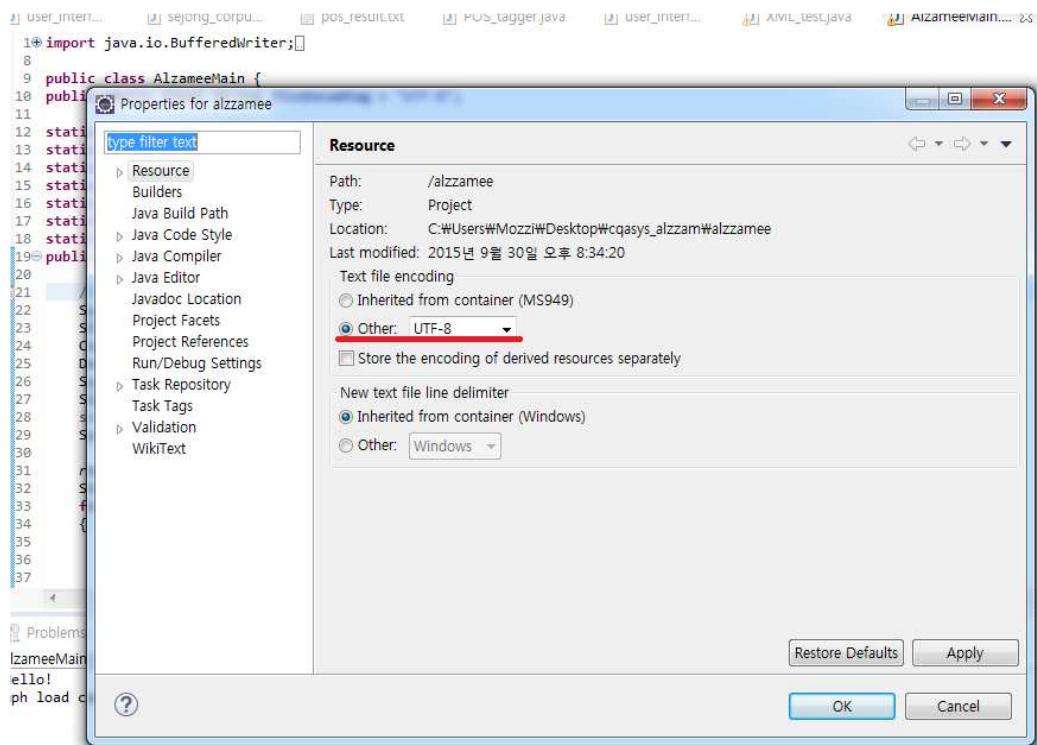 sejong_corpu...
pos_result.txt
POS_tagger.java
user_interf...
XML_test.java
AlzameeMain....
1 import java.io.BufferedWriter;
8
9 public class AlzameeMain {
10 publi
11
12 stati
13 stati
14 stati
15 stati
16 stati
17 stati
18 stati
19 publi
20
21 /
22 S
23 S
24 C
25 D
26 S
27 S
28 s
29 S
30
31 r
32 S
33 f
34 {
35
36
37
Properties for alzzamee
type filter text
Resource
Builders
Java Build Path
Java Code Style
Java Compiler
Java Editor
Javadoc Location
Project Facets
Project References
Run/Debug Settings
Task Repository
Task Tags
Validation
WikiText
Resource
Path: /alzzamee
Type: Project
Location: C:₩Users₩Mozzi₩Desktop₩cqasys_alzzam₩alzzamee
Last modified: 2015년 9월 30일 오후 8:34:20
Text file encoding
Inherited from container (MS949)
Other: UTF-8
Store the encoding of derived resources separately
New text file line delimiter
Inherited from container (Windows)
Other: Windows
Restore Defaults Apply
OK Cancel
Problems
lzameeMain
ello!
ph load c